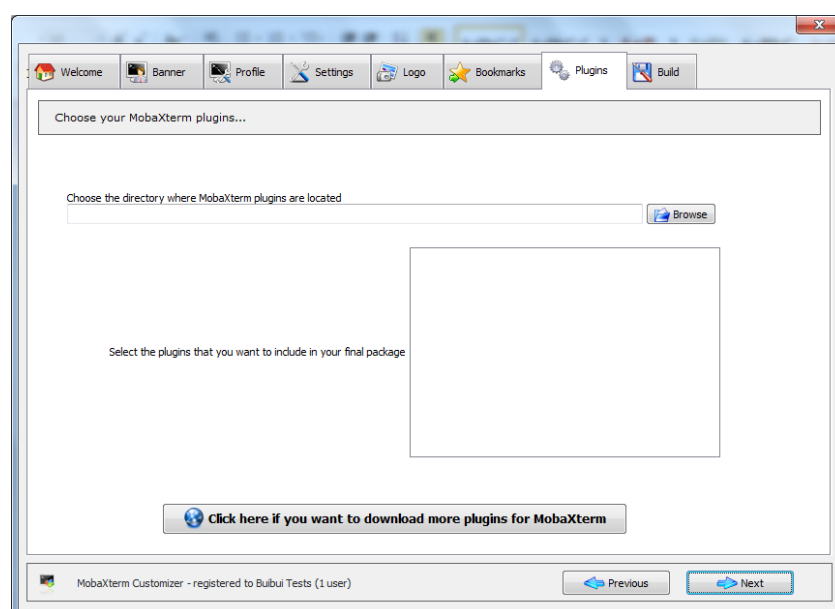 Welcome Banner Profile Settings Logo Bookmarks Plugins Build
Choose your MobaXterm plugins...
Choose the directory where MobaXterm plugins are located
Browse
Select the plugins that you want to include in your final package
Click here if you want to download more plugins for MobaXterm
MobaXterm Customizer - registered to Buibui Tests (1 user) Previous Next